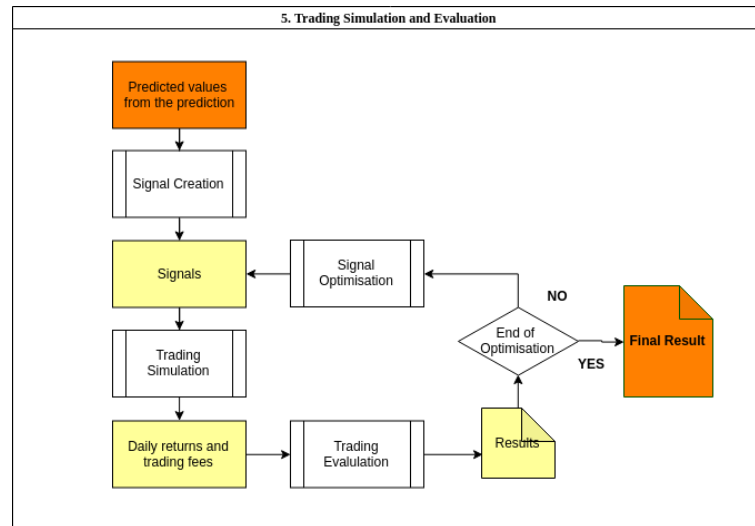 5. Trading Simulation and Evaluation
Predicted values
from the prediction
Signal Creation
Signals
Signal
Optimisation
NO
End of
Optimisation
YES
Final Result
Trading
Simulation
Daily returns and
trading fees
Trading
Evalulation
Results